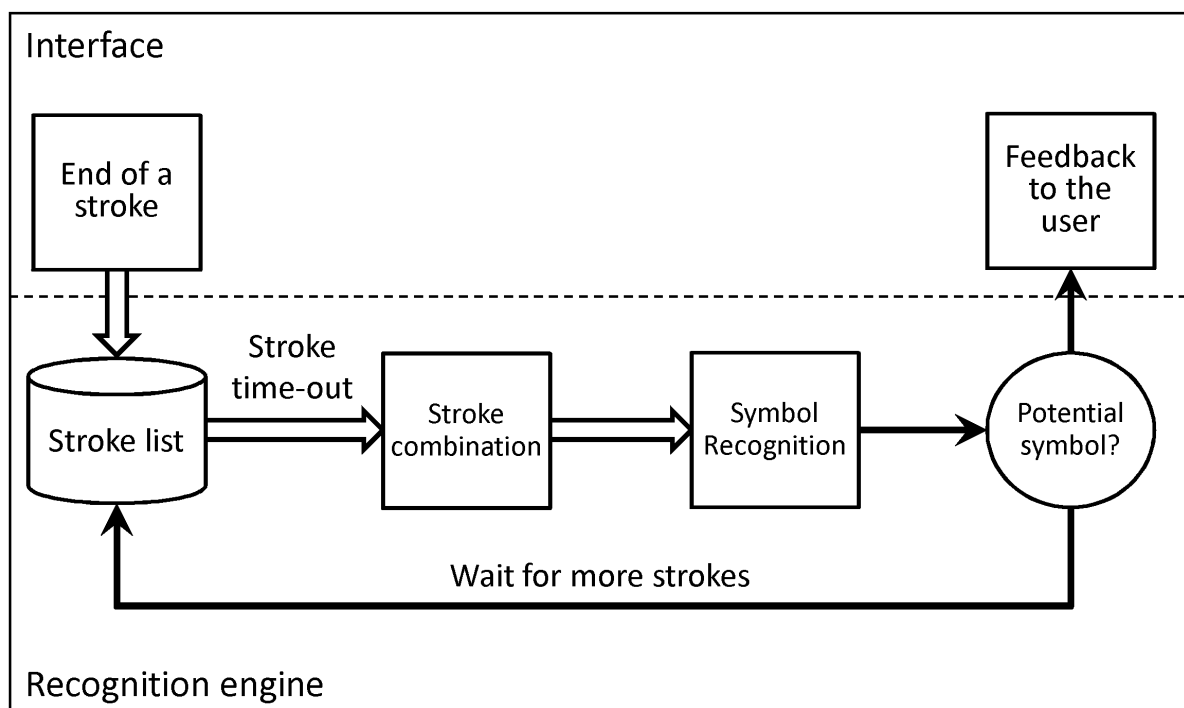 Interface
End of a
stroke
Feedback
to the
user
Stroke
time-out
Stroke list
Stroke
combination
Symbol
Recognition
Potential
symbol?
Wait for more strokes
Recognition engine